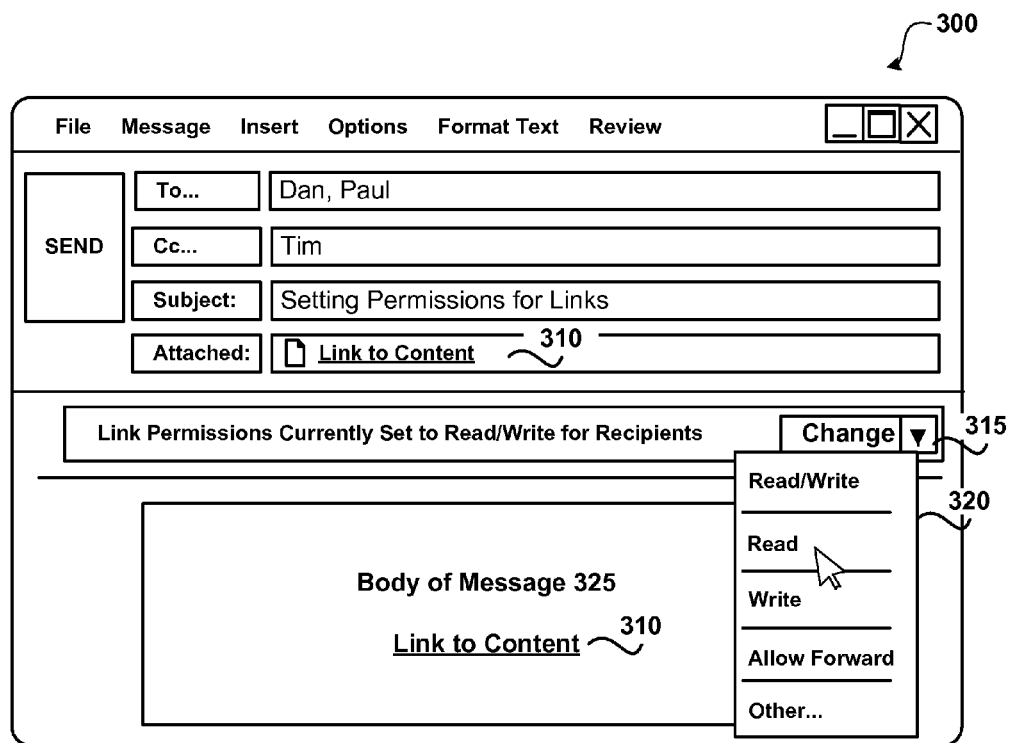 300
File Message Insert Options Format Text Review
To... Dan, Paul
SEND Cc... Tim
Subject: Setting Permissions for Links
Attached: Link to Content 310
Link Permissions Currently Set to Read/Write for Recipients Change 315
Read/Write
320
Read
Body of Message 325
Write
Link to Content 310
Allow Forward
Other...